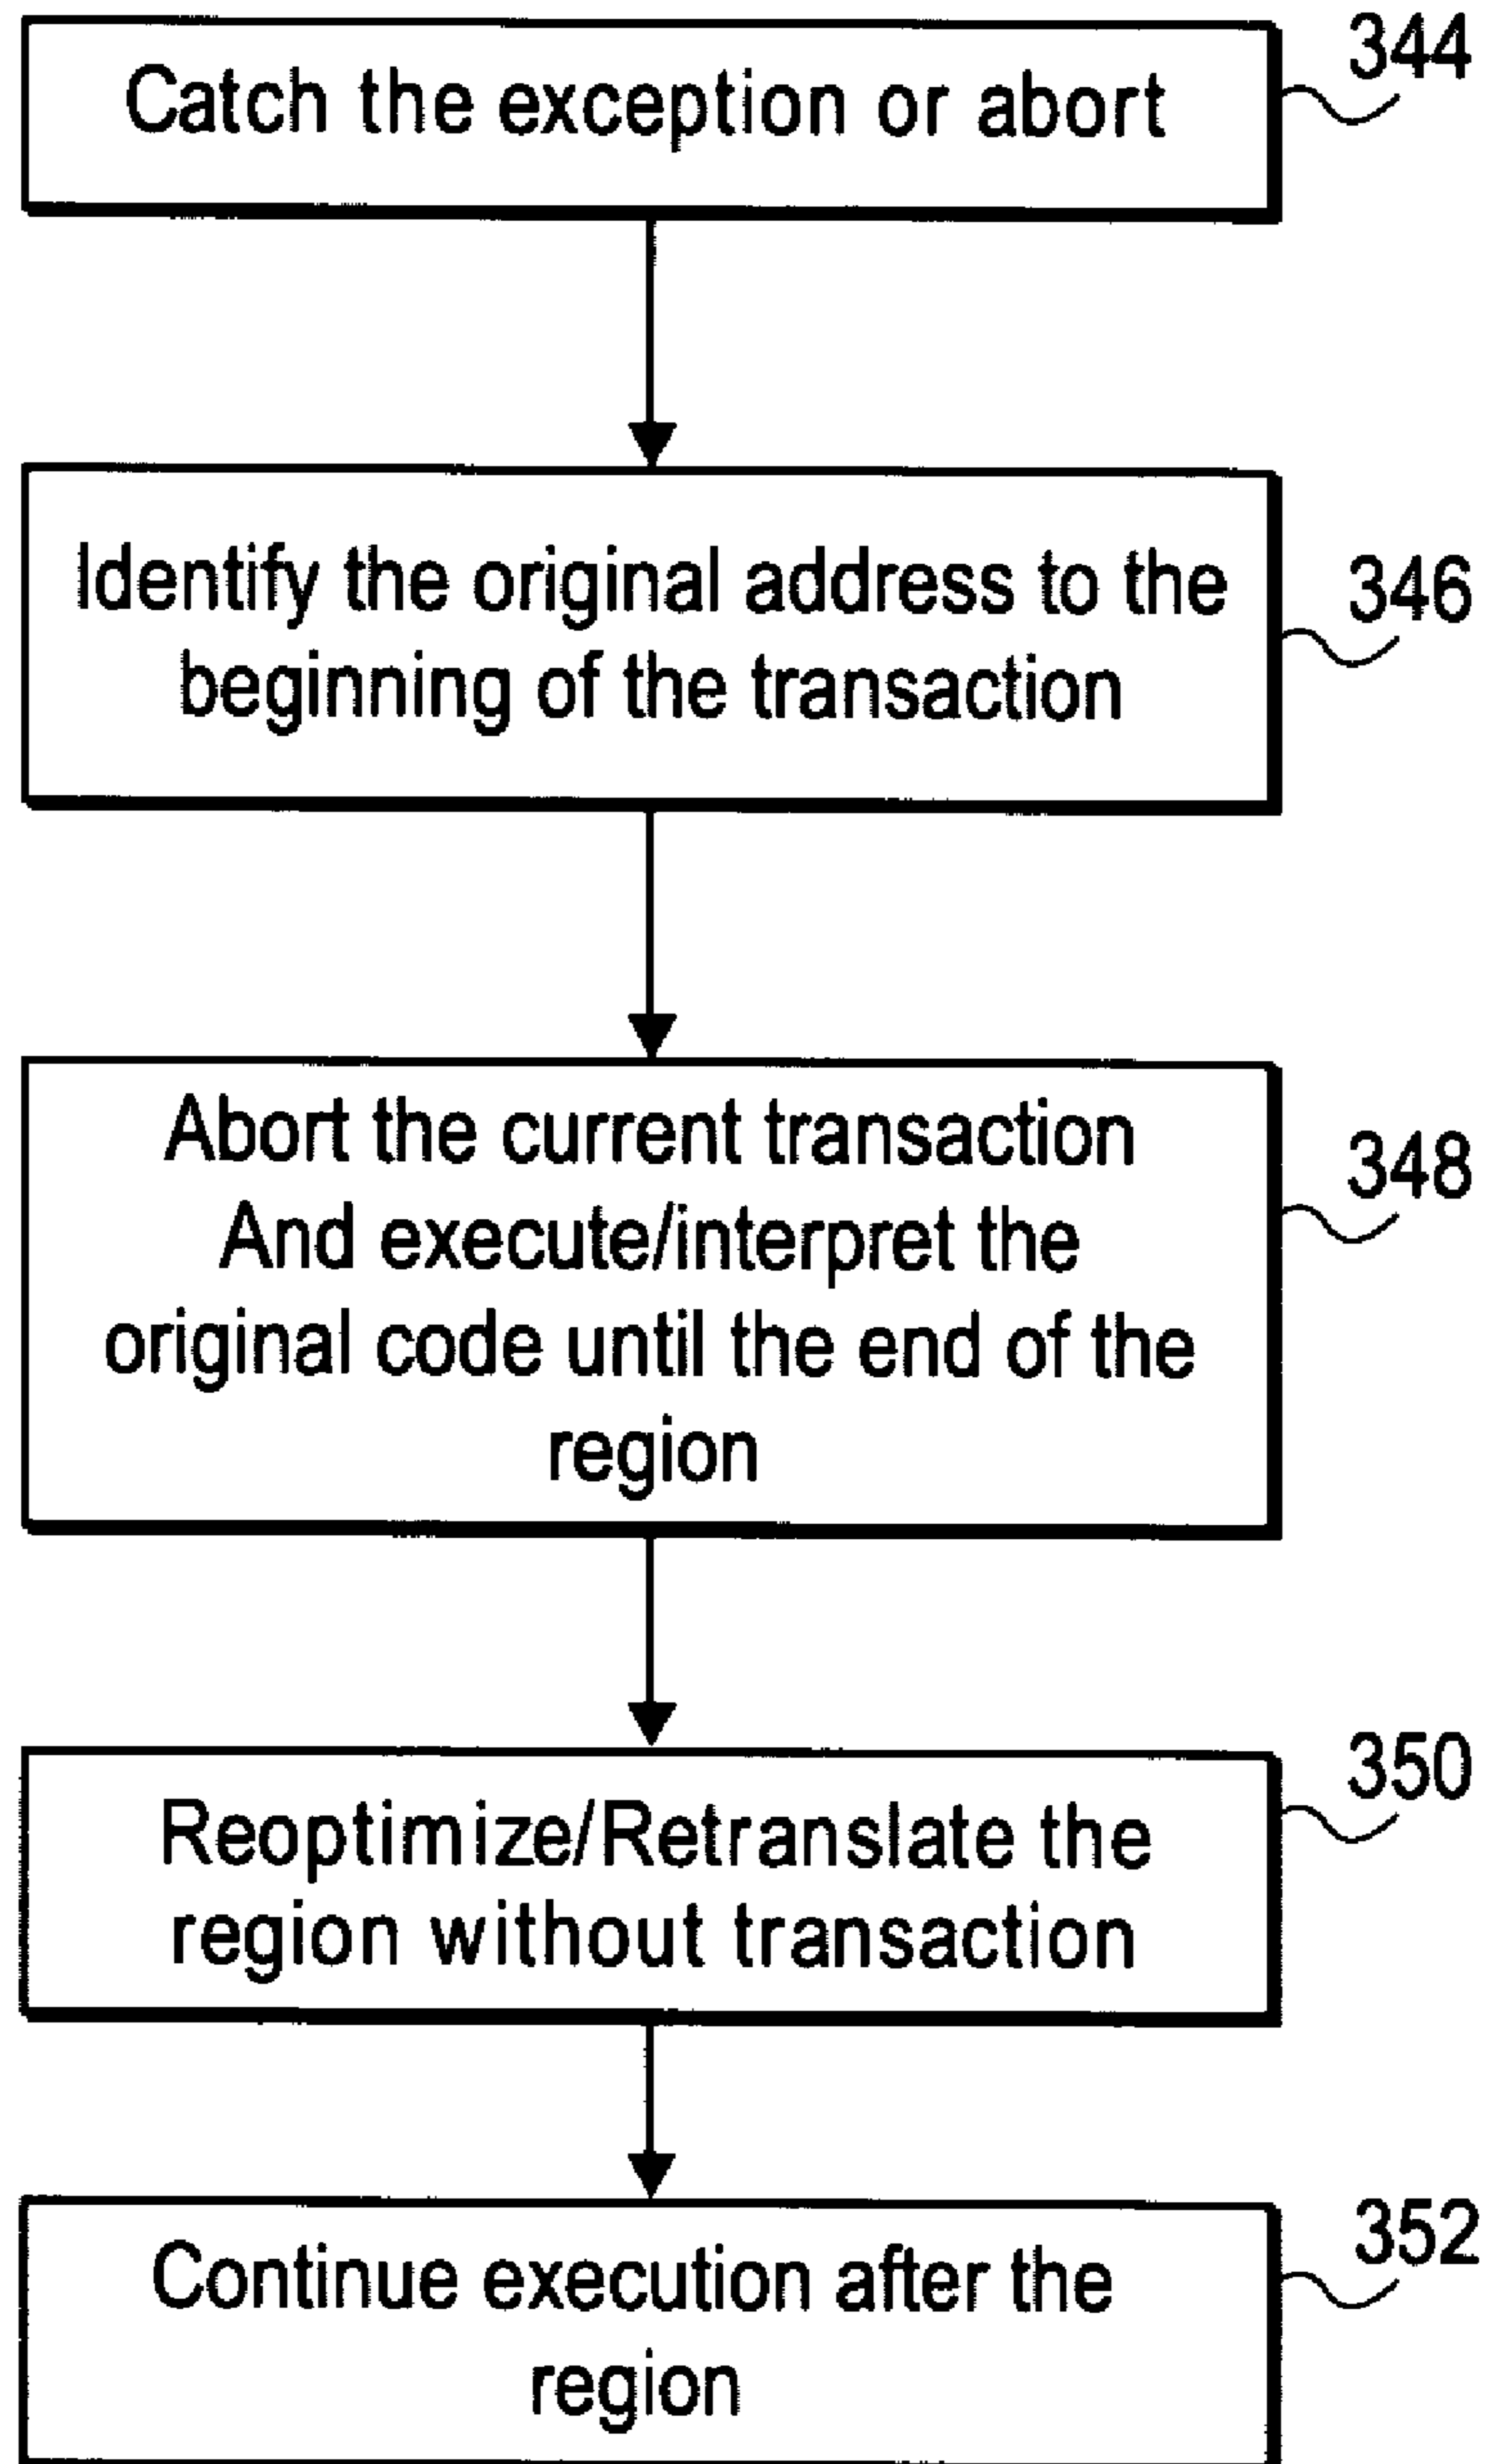 Catch the exception or abort
344
Identify the original address to the
beginning of the transaction
346
Abort the current transaction
And execute/interpret the
original code until the end of the
region
348
Reoptimize/Retranslate the
region without transaction
350
Continue execution after the
region
352